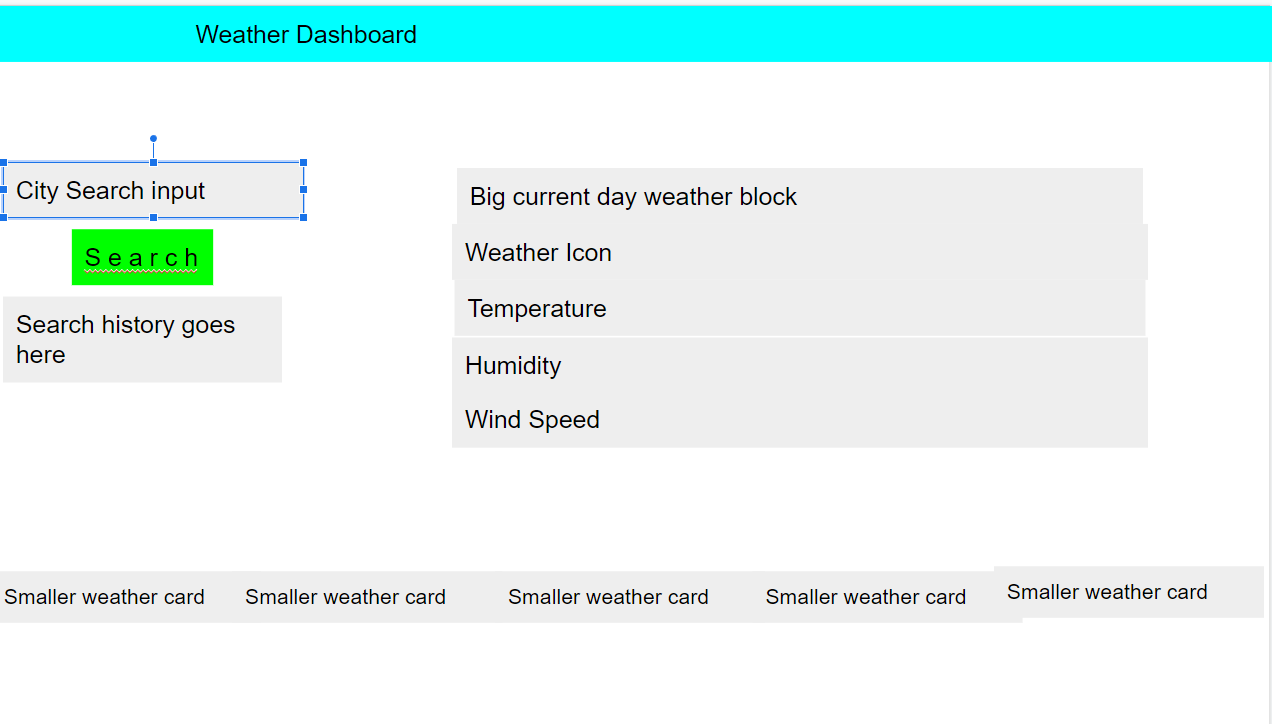 Weather Dashboard
City Search input
S e a r c h
Search history goes
here
Big current day weather block
Weather Icon
Temperature
Humidity
Wind Speed
Smaller weather card
Smaller weather card
Smaller weather card
Smaller weather card
Smaller weather card